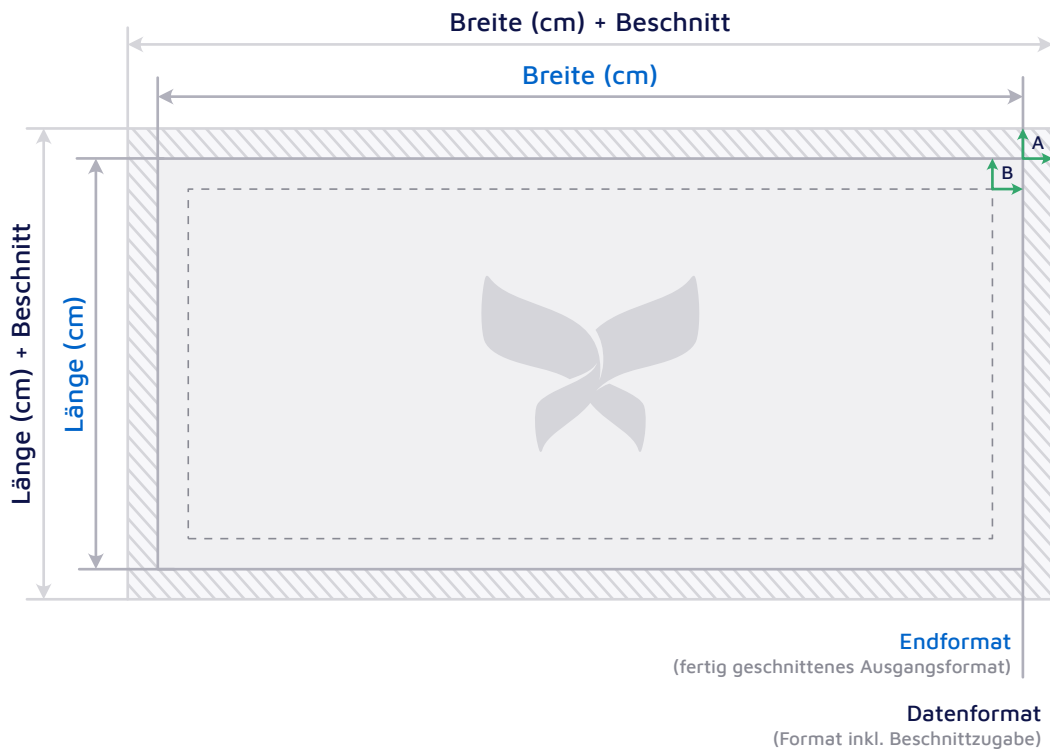 Breite (cm) + Beschnitt
Breite (cm)
A
B
Länge (cm) + Beschnitt
Länge (cm)
Endformat
(fertig geschnittenes Ausgangsformat)
Datenformat
(Format inkl. Beschnittzugabe)